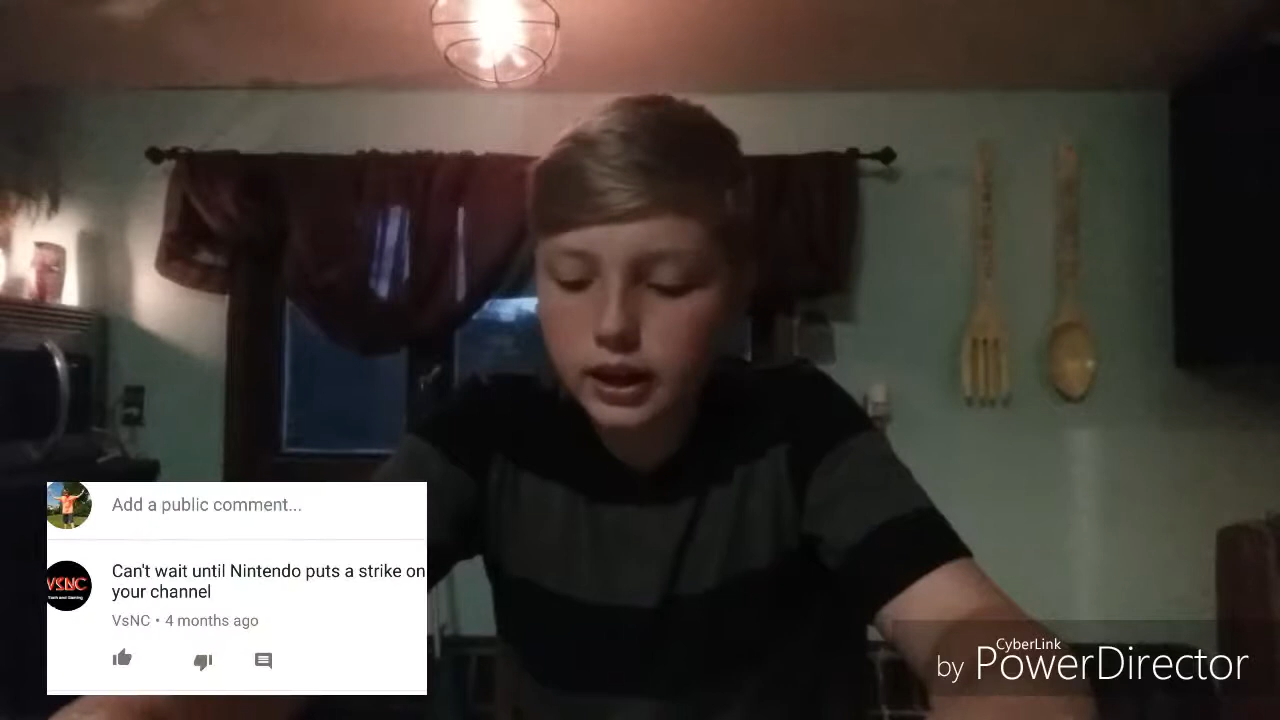 Add a public comment...
VSNC
Can't wait until Nintendo puts a strike on
your channel
VsNC • 4 months ago
CyberLink
by PowerDirector